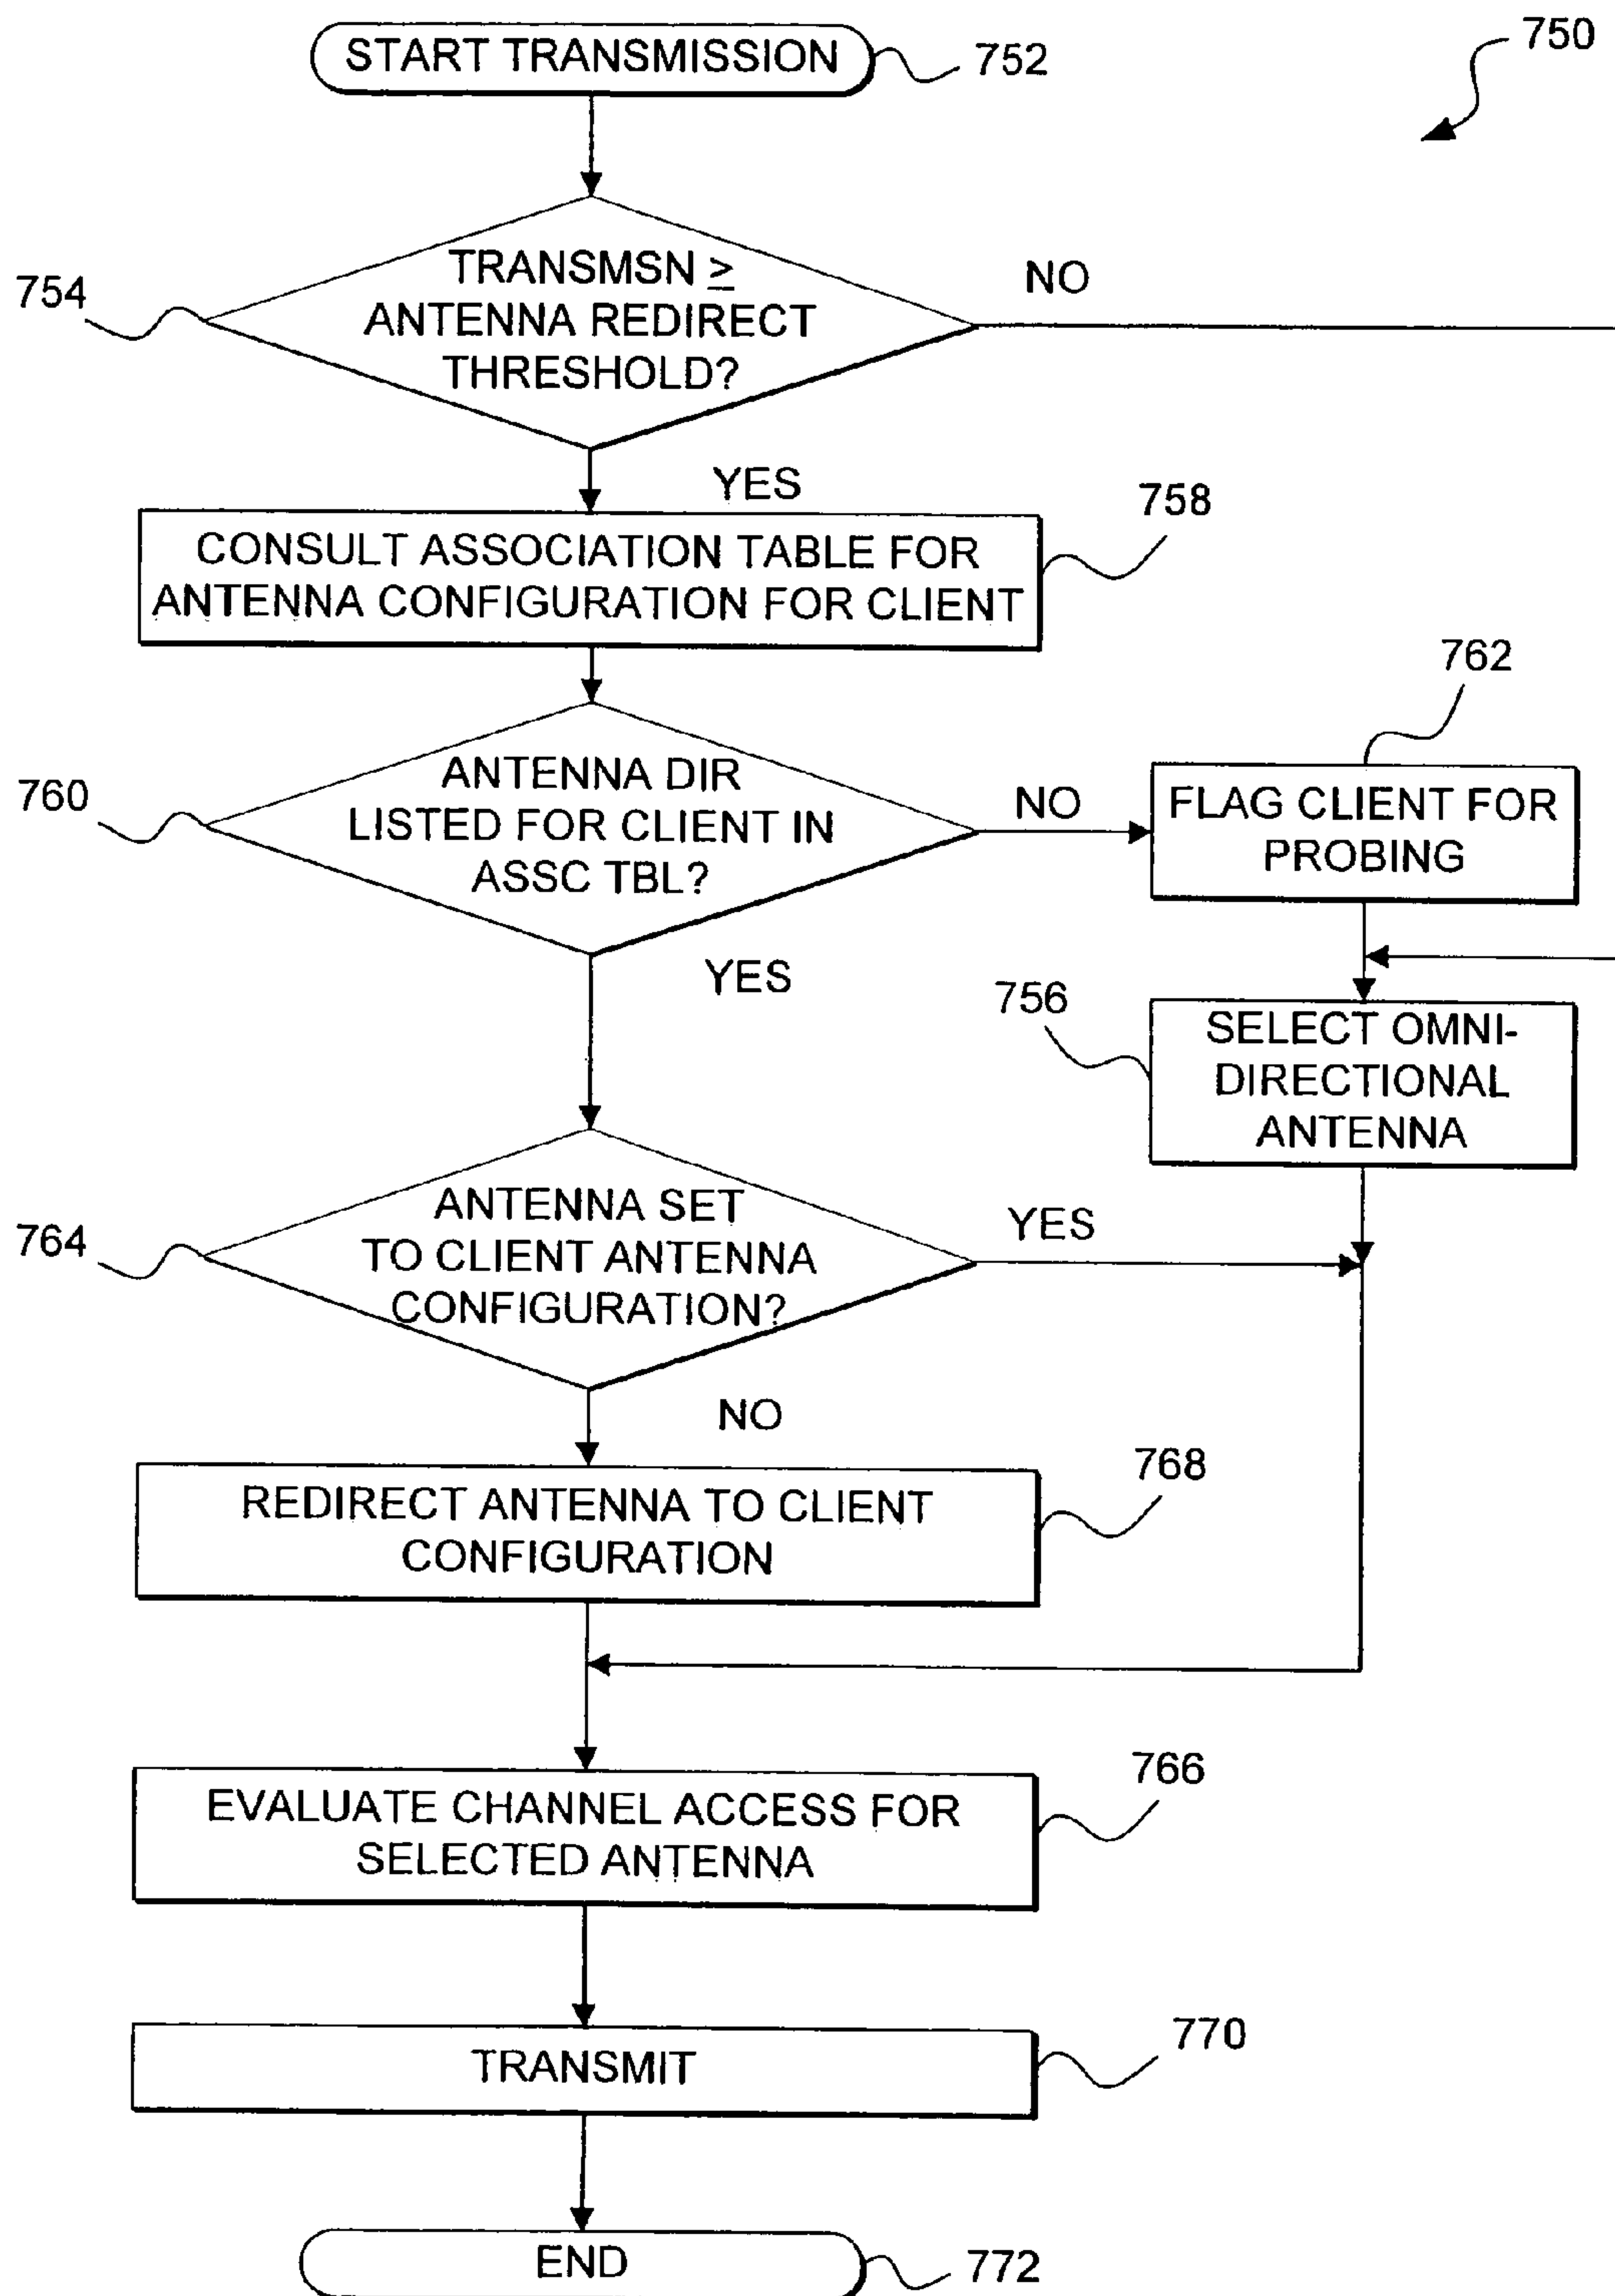 START TRANSMISSION
752
750
TRANSMSN ≥
ANTENNA REDIRECT
THRESHOLD?
754
NO
YES
758
CONSULT ASSOCIATION TABLE FOR
ANTENNA CONFIGURATION FOR CLIENT
762
ANTENNA DIR
LISTED FOR CLIENT IN
ASSC TBL?
760
NO
FLAG CLIENT FOR
PROBING
YES
756
SELECT OMNI-
DIRECTIONAL
ANTENNA
ANTENNA SET
TO CLIENT ANTENNA
CONFIGURATION?
764
YES
NO
768
REDIRECT ANTENNA TO CLIENT
CONFIGURATION
766
EVALUATE CHANNEL ACCESS FOR
SELECTED ANTENNA
770
TRANSMIT
END
772